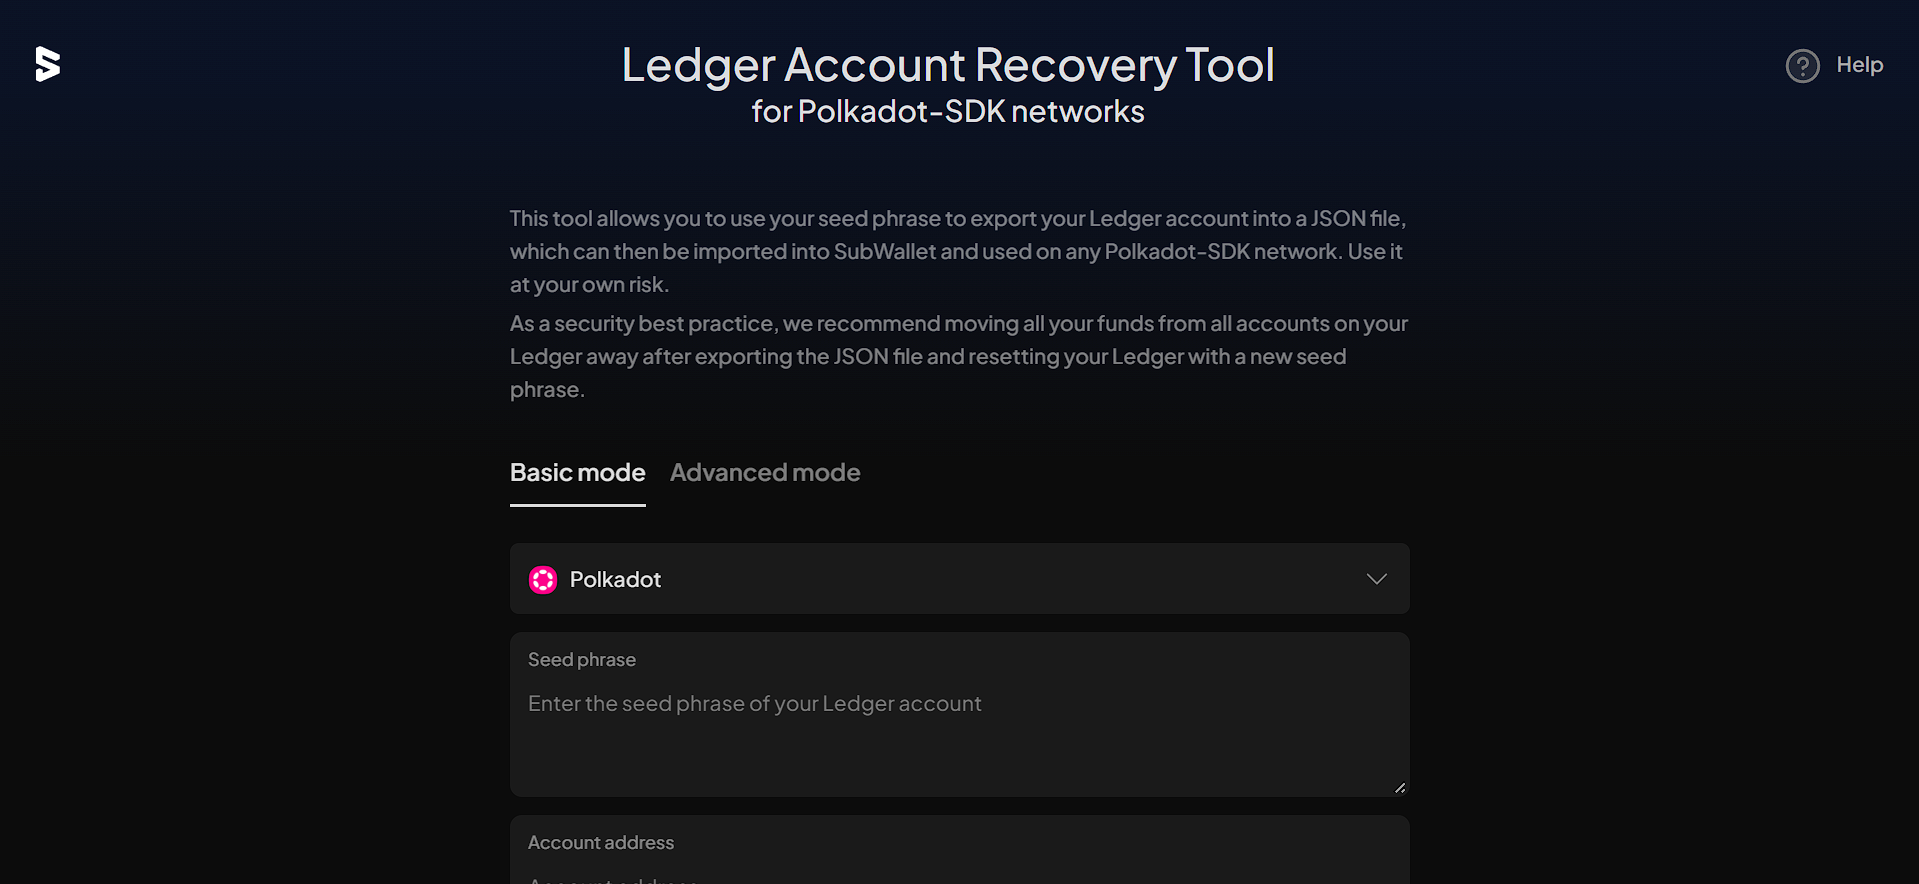 Ledger Account Recovery Tool
for Polkadot-SDK networks
Help
This tool allows you to use your seed phrase to export your Ledger account into a JSON file,
which can then be imported into SubWallet and used on any Polkadot-SDK network. Use it
at your own risk.
As a security best practice, we recommend moving all your funds from all accounts on your
Ledger away after exporting the JSON file and resetting your Ledger with a new seed
phrase.
Basic mode Advanced mode
Polkadot
Seed phrase
Enter the seed phrase of your Ledger account
Account address